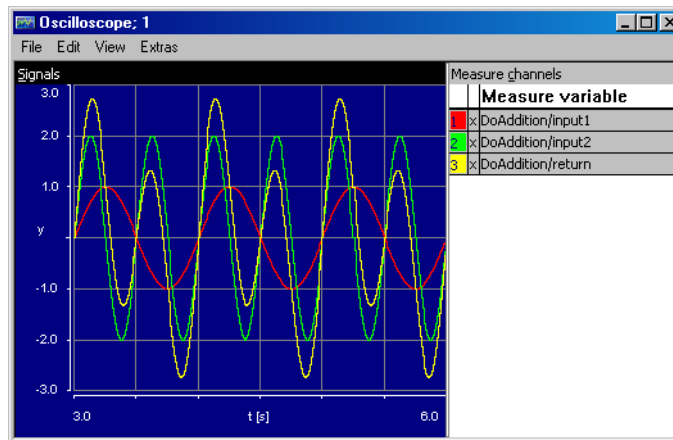 Oscilloscope; 1
File Edit View Extras
Signals
3.0
2.0
1.0
y
-1.0
-2.0
-3.0
3.0 t [s] 6.0
Measure channels
Measure variable
1 x DoAddition/input1
2 x DoAddition/input2
3 x DoAddition/return